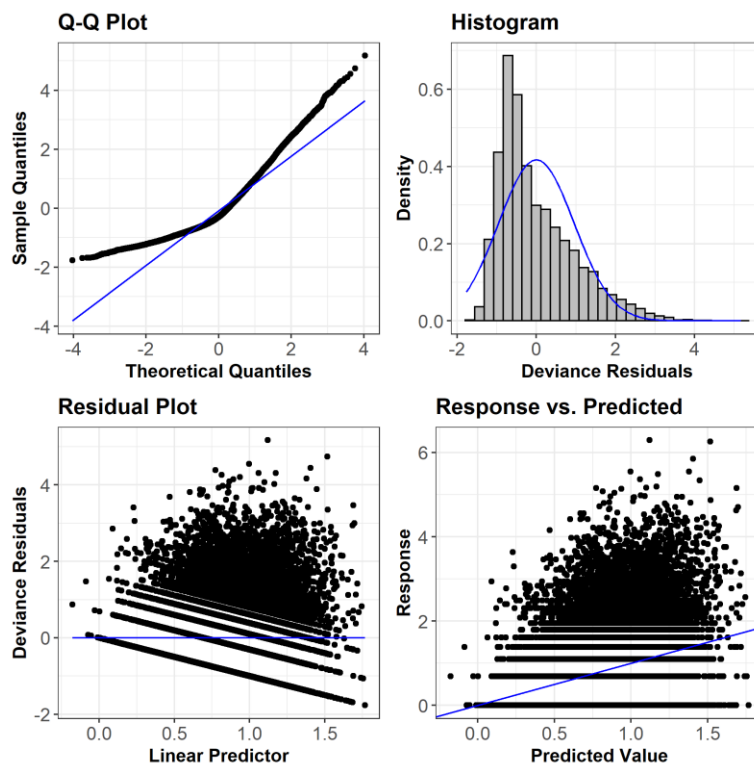 Q-Q Plot
Sample Quantiles
4
2
0
-2
-4
-4 -2 0 2 4
Theoretical Quantiles
Histogram
Density
0.6
0.4
0.2
0.0
-2 0 2 4
Deviance Residuals
Residual Plot
Deviance Residuals
4
2
0
-2
0.0 0.5 1.0 1.5
Linear Predictor
Response vs. Predicted
Response
6
4
2
0
0.0 0.5 1.0 1.5
Predicted Value